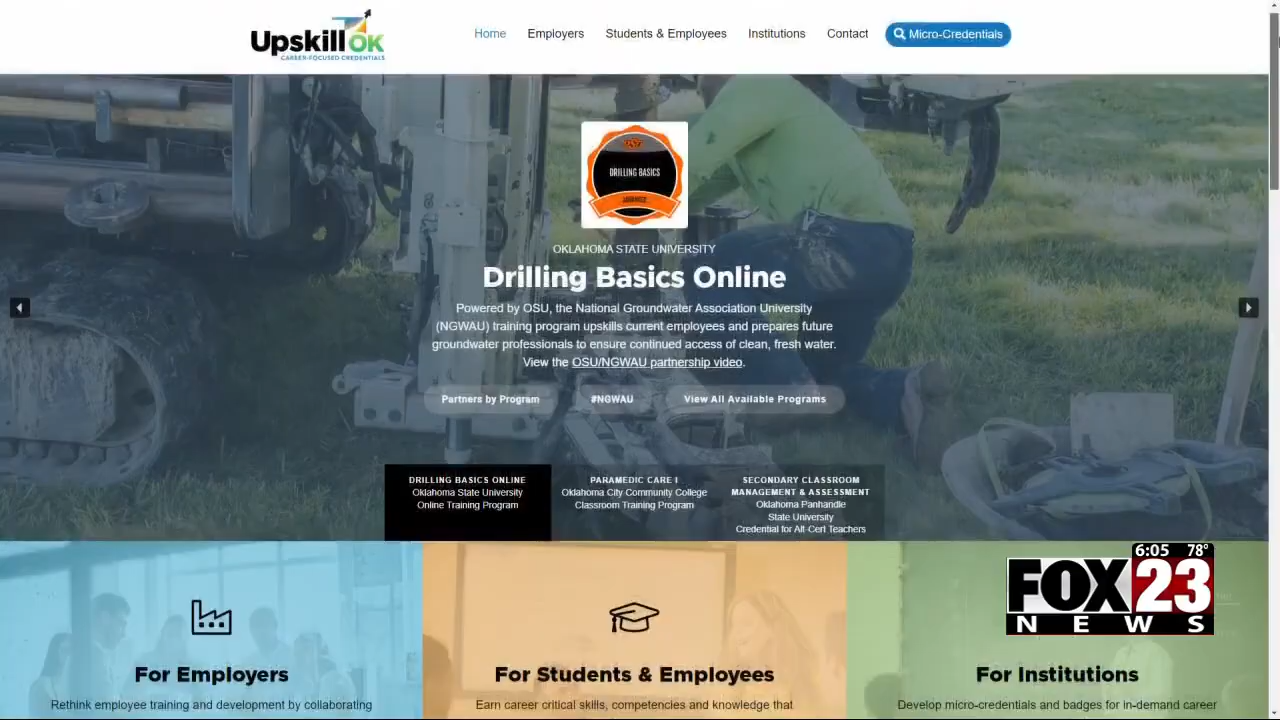 UpskillOK
CAREER-FOCUSED CREDENTIALS
Home
Employers
Students & Employees
Institutions
Contact
Micro-Credentials
DRILLING BASICS
ADVANCED
OKLAHOMA STATE UNIVERSITY
Drilling Basics Online
Powered by OSU, the National Groundwater Association University
(NGWAU) training program upskills current employees and prepares future
groundwater professionals to ensure continued access of clean, fresh water.
View the OSU/NGWAU partnership video.
Partners by Program
#NGWAU
View All Available Programs
DRILLING BASICS ONLINE
Oklahoma State University
Online Training Program
PARAMEDIC CARE I
Oklahoma City Community College
Classroom Training Program
SECONDARY CLASSROOM
MANAGEMENT & ASSESSMENT
Oklahoma Panhandle
State University
Credential for Alt-Cert Teachers
6:05 78°
FOX 23
NEWS
For Employers
Rethink employee training and development by collaborating
For Students & Employees
Earn career critical skills, competencies and knowledge that
For Institutions
Develop micro-credentials and badges for in-demand career